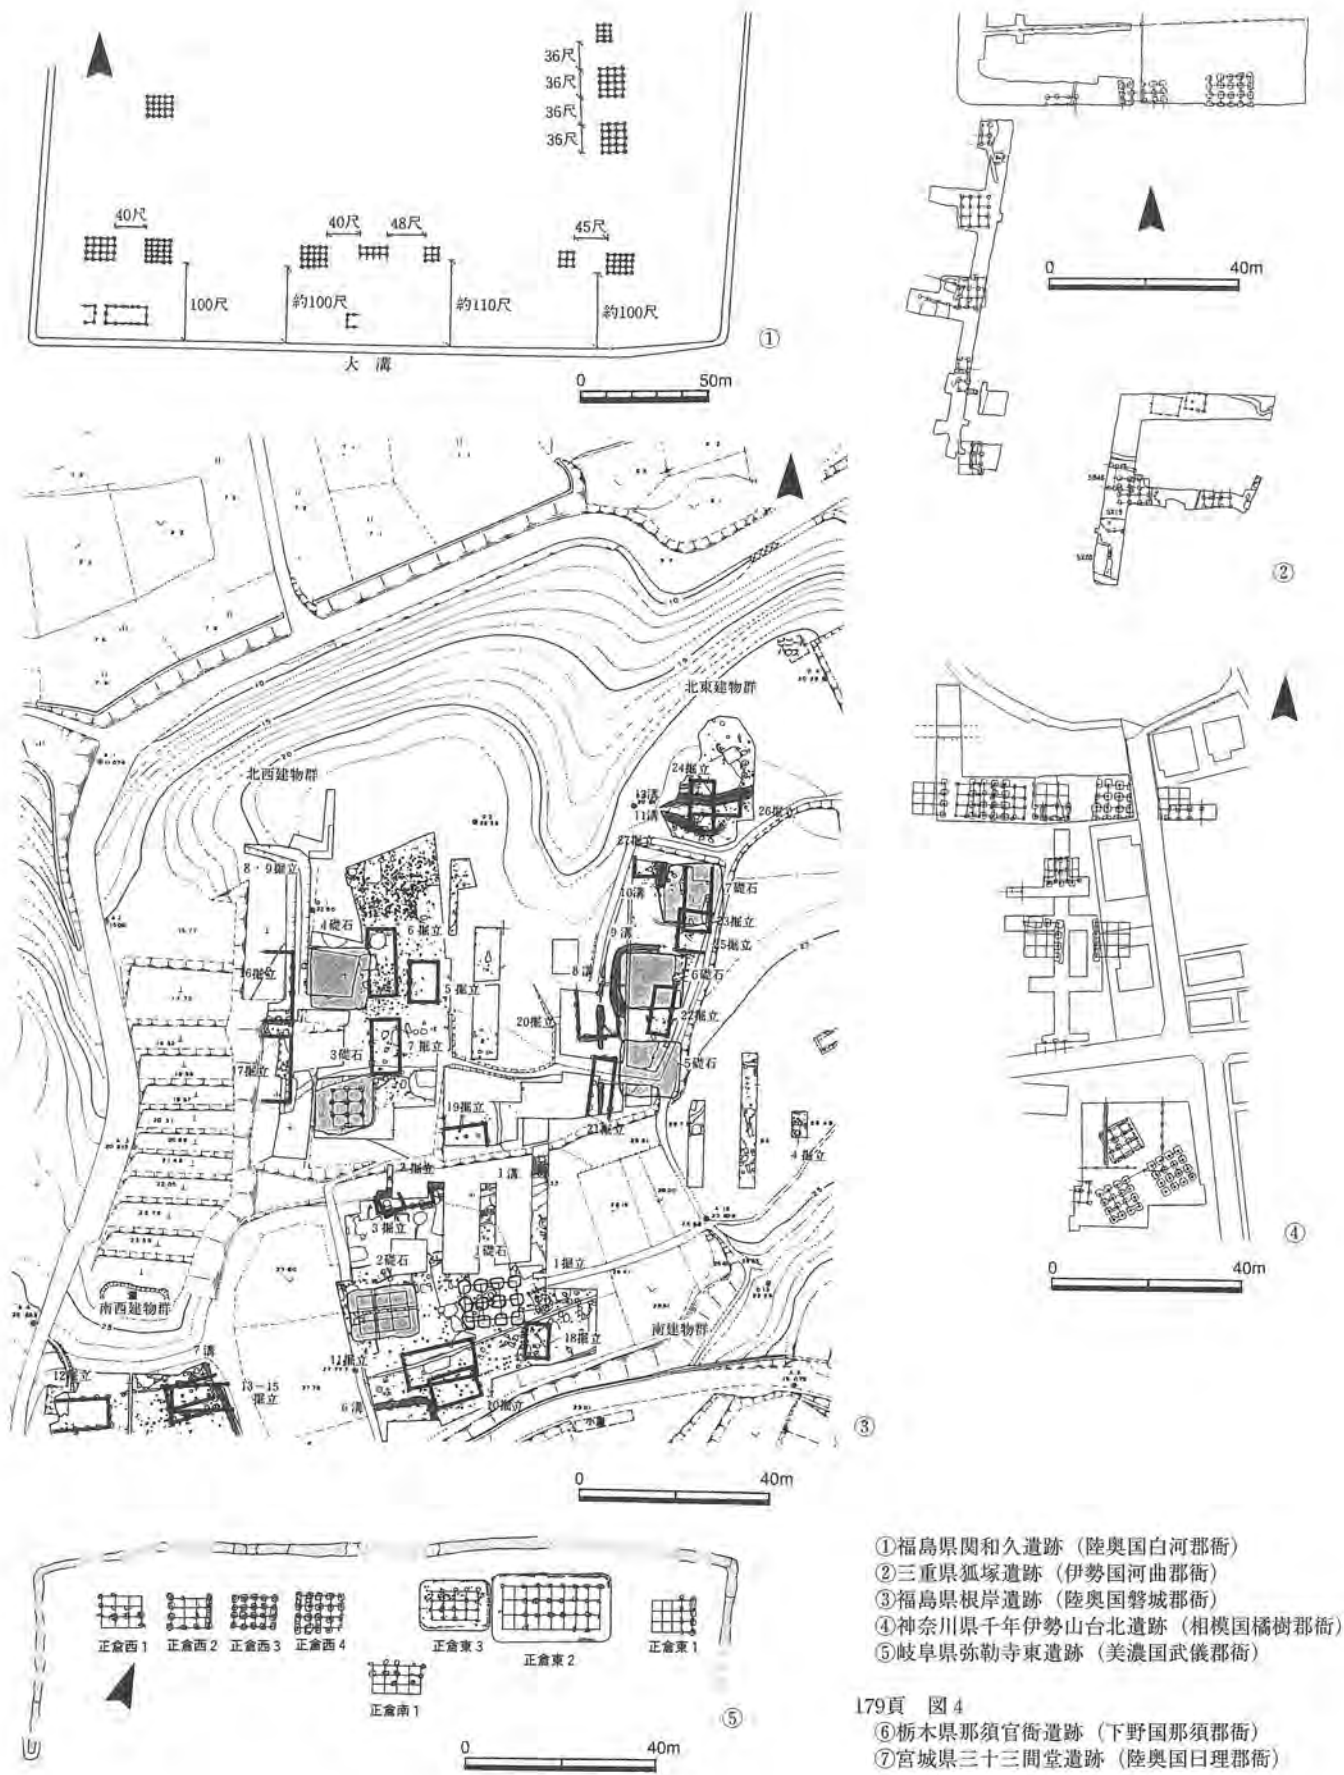 36尺
36尺
36尺
36尺
40尺
40尺
48尺
45尺
100尺
約100尺
約110尺
約100尺
大溝
①
0 50m
0 40m
②
北東建物群
北西建物群
24掘立
13溝
11溝
26掘立
27掘立
8・9掘立
10溝
7礎石
23掘立
4礎石
6掘立
9溝
25掘立
16掘立
8溝
6礎石
5掘立
22掘立
20掘立
3礎石
7掘立
5礎石
17掘立
19掘立
21掘立
4掘立
2掘立
1溝
3掘立
2礎石
1礎石
1掘立
南西建物群
南建物群
18掘立
7溝
11掘立
12掘立
13-15
掘立
6溝
10掘立
③
0 40m
④
0 40m
正倉西1
正倉西2
正倉西3
正倉西4
正倉東3
正倉東2
正倉東1
正倉南1
⑤
0 40m
①福島県関和久遺跡（陸奥国白河郡衙）
②三重県狐塚遺跡（伊勢国河曲郡衙）
③福島県根岸遺跡（陸奥国磐城郡衙）
④神奈川県千年伊勢山台北遺跡（相模国橘樹郡衙）
⑤岐阜県弥勒寺東遺跡（美濃国武儀郡衙）
179頁 図4
⑥栃木県那須官衙遺跡（下野国那須郡衙）
⑦宮城県三十三間堂遺跡（陸奥国曰理郡衙）